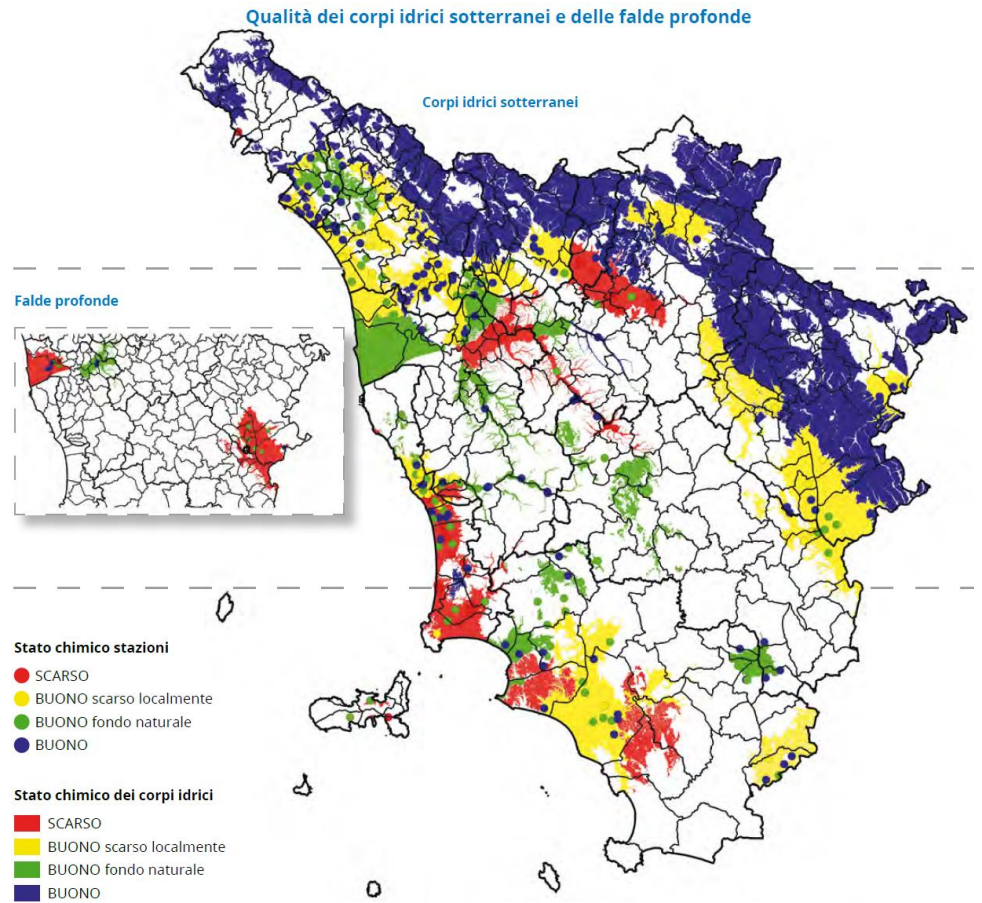 Qualità dei corpi idrici sotterranei e delle falde profonde
Corpi idrici sotterranei
Falde profonde
Stato chimico stazioni
SCARSO
BUONO scarso localmente
BUONO fondo naturale
BUONO
Stato chimico dei corpi idrici
SCARSO
BUONO scarso localmente
BUONO fondo naturale
BUONO